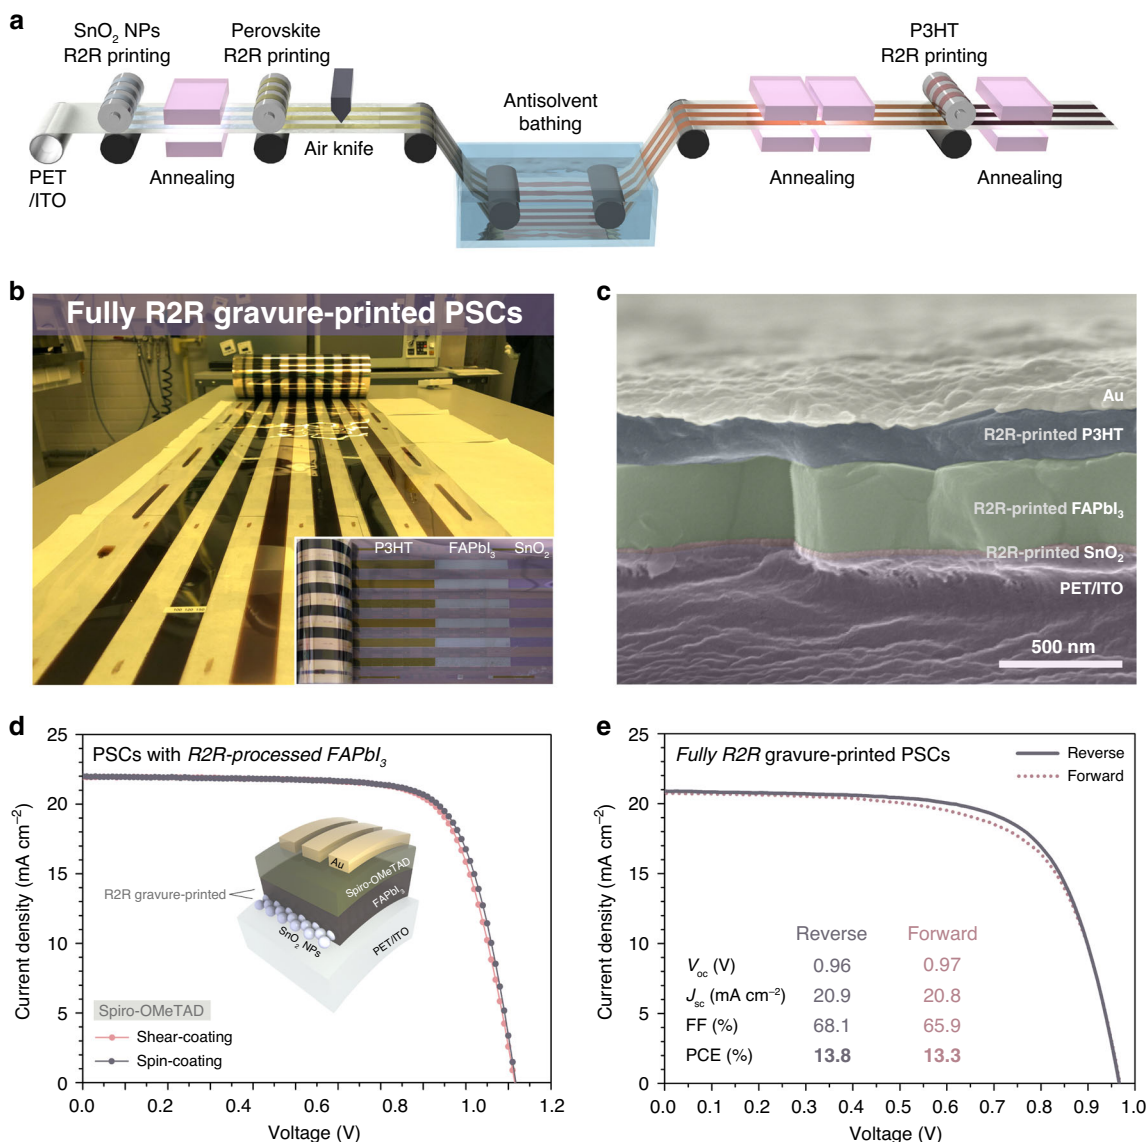 a
SnO₂ NPs
R2R printing
Perovskite
R2R printing
P3HT
R2R printing
Antisolvent
bathing
Air knife
PET
/ITO
Annealing
Annealing
Annealing
b
Fully R2R gravure-printed PSCs
P3HT FAPbI₃ SnO₂
c
Au
R2R-printed P3HT
R2R-printed FAPbI₃
R2R-printed SnO₂
PET/ITO
500 nm
d
PSCs with R2R-processed FAPbI₃
Current density (mA cm⁻²)
25
20
15
10
5
0
Au
Spiro-OMeTAD
FAPbI₃
R2R gravure-printed
SnO₂ NPs
PET/ITO
Spiro-OMeTAD
Shear-coating
Spin-coating
0.0 0.2 0.4 0.6 0.8 1.0 1.2
Voltage (V)
e
Fully R2R gravure-printed PSCs
Reverse
Forward
Current density (mA cm⁻²)
25
20
15
10
5
0
Reverse Forward
Voc (V) 0.96 0.97
Jsc (mA cm⁻²) 20.9 20.8
FF (%) 68.1 65.9
PCE (%) 13.8 13.3
0.0 0.1 0.2 0.3 0.4 0.5 0.6 0.7 0.8 0.9 1.0
Voltage (V)